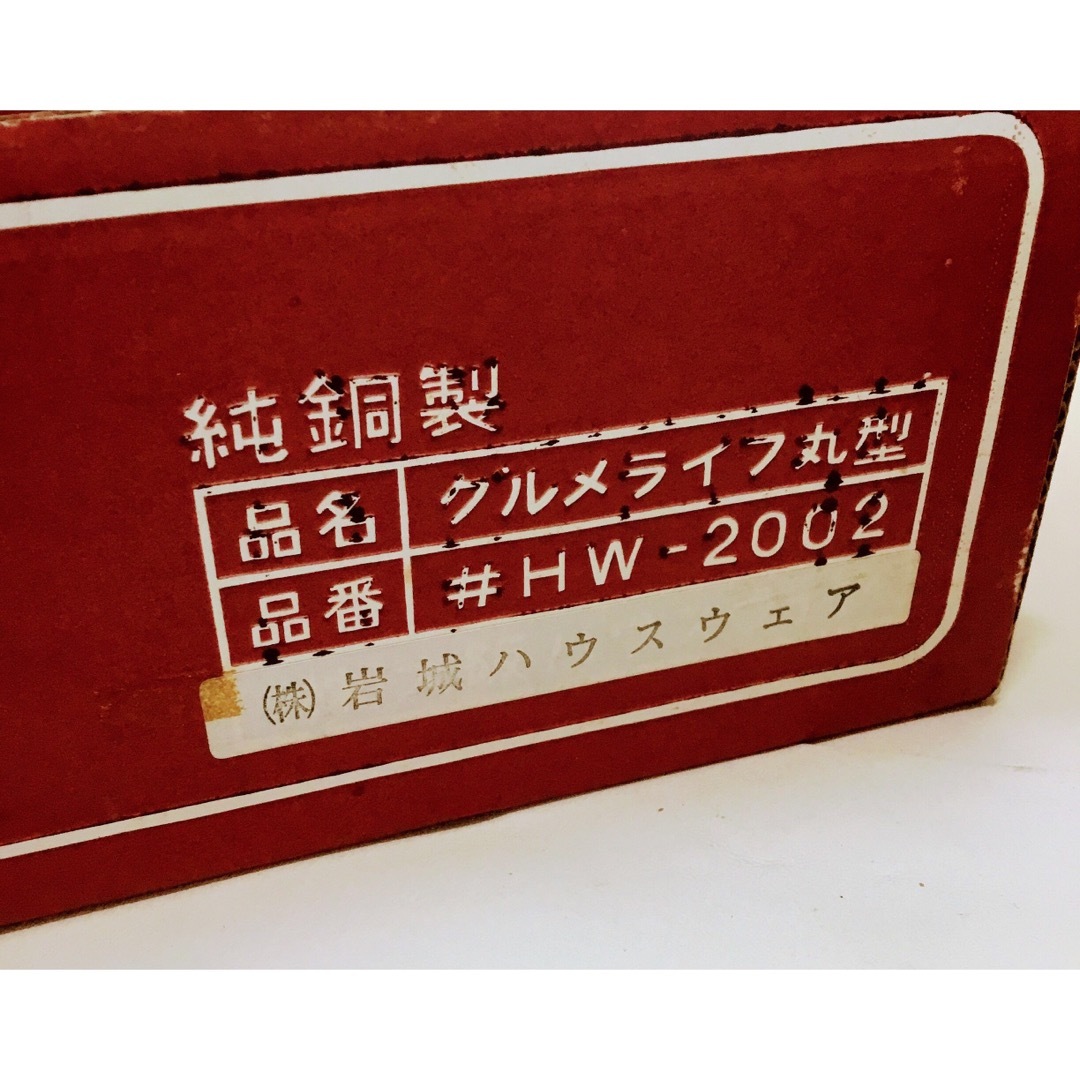 純銅製
品名 グルメライフ丸型
品番 #HW-2002
㈱岩城ハウスウェア